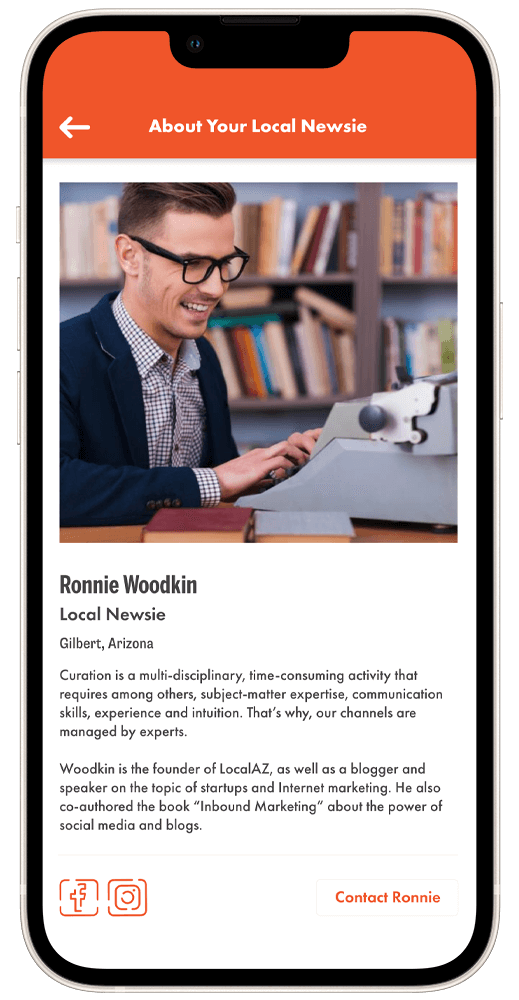 About Your Local Newsie
Ronnie Woodkin
Local Newsie
Gilbert, Arizona
Curation is a multi-disciplinary, time-consuming activity that
requires among others, subject-matter expertise, communication
skills, experience and intuition. That's why, our channels are
managed by experts.
Woodkin is the founder of LocalAZ, as well as a blogger and
speaker on the topic of startups and Internet marketing. He also
co-authored the book “Inbound Marketing” about the power of
social media and blogs.
Contact Ronnie